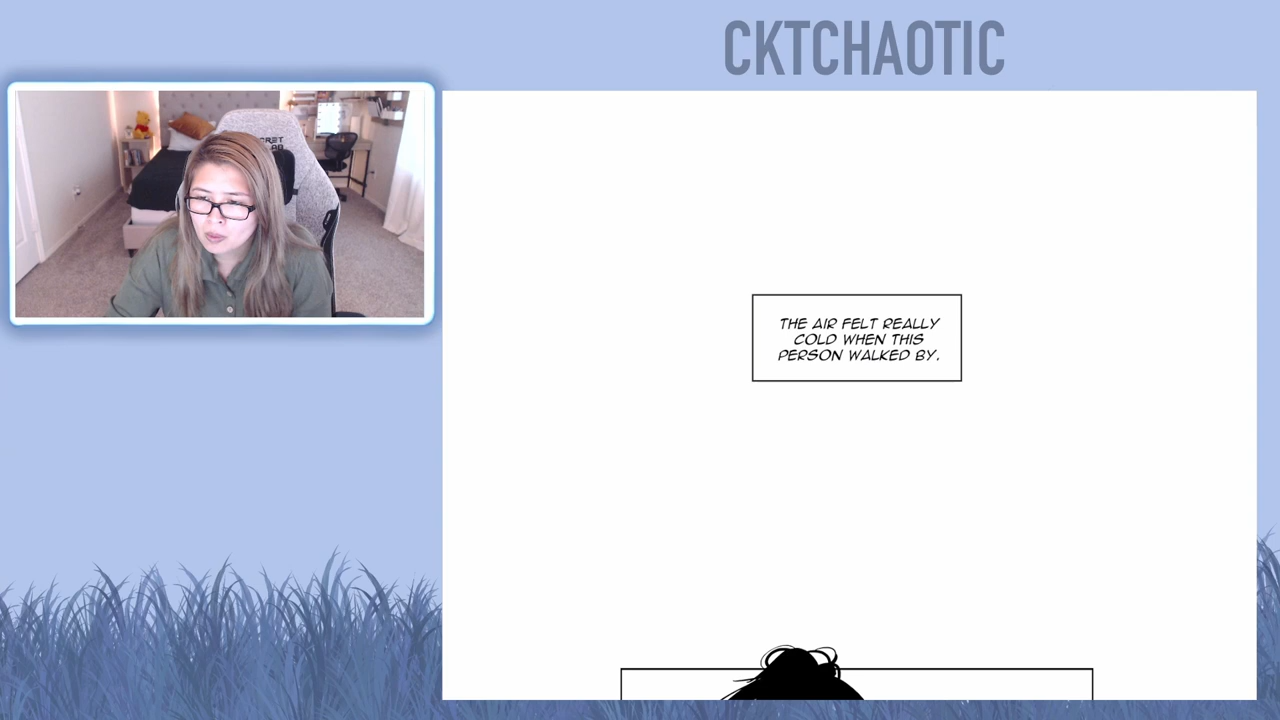 CKTCHAOTIC
THE AIR FELT REALLY
COLD WHEN THIS
PERSON WALKED BY.